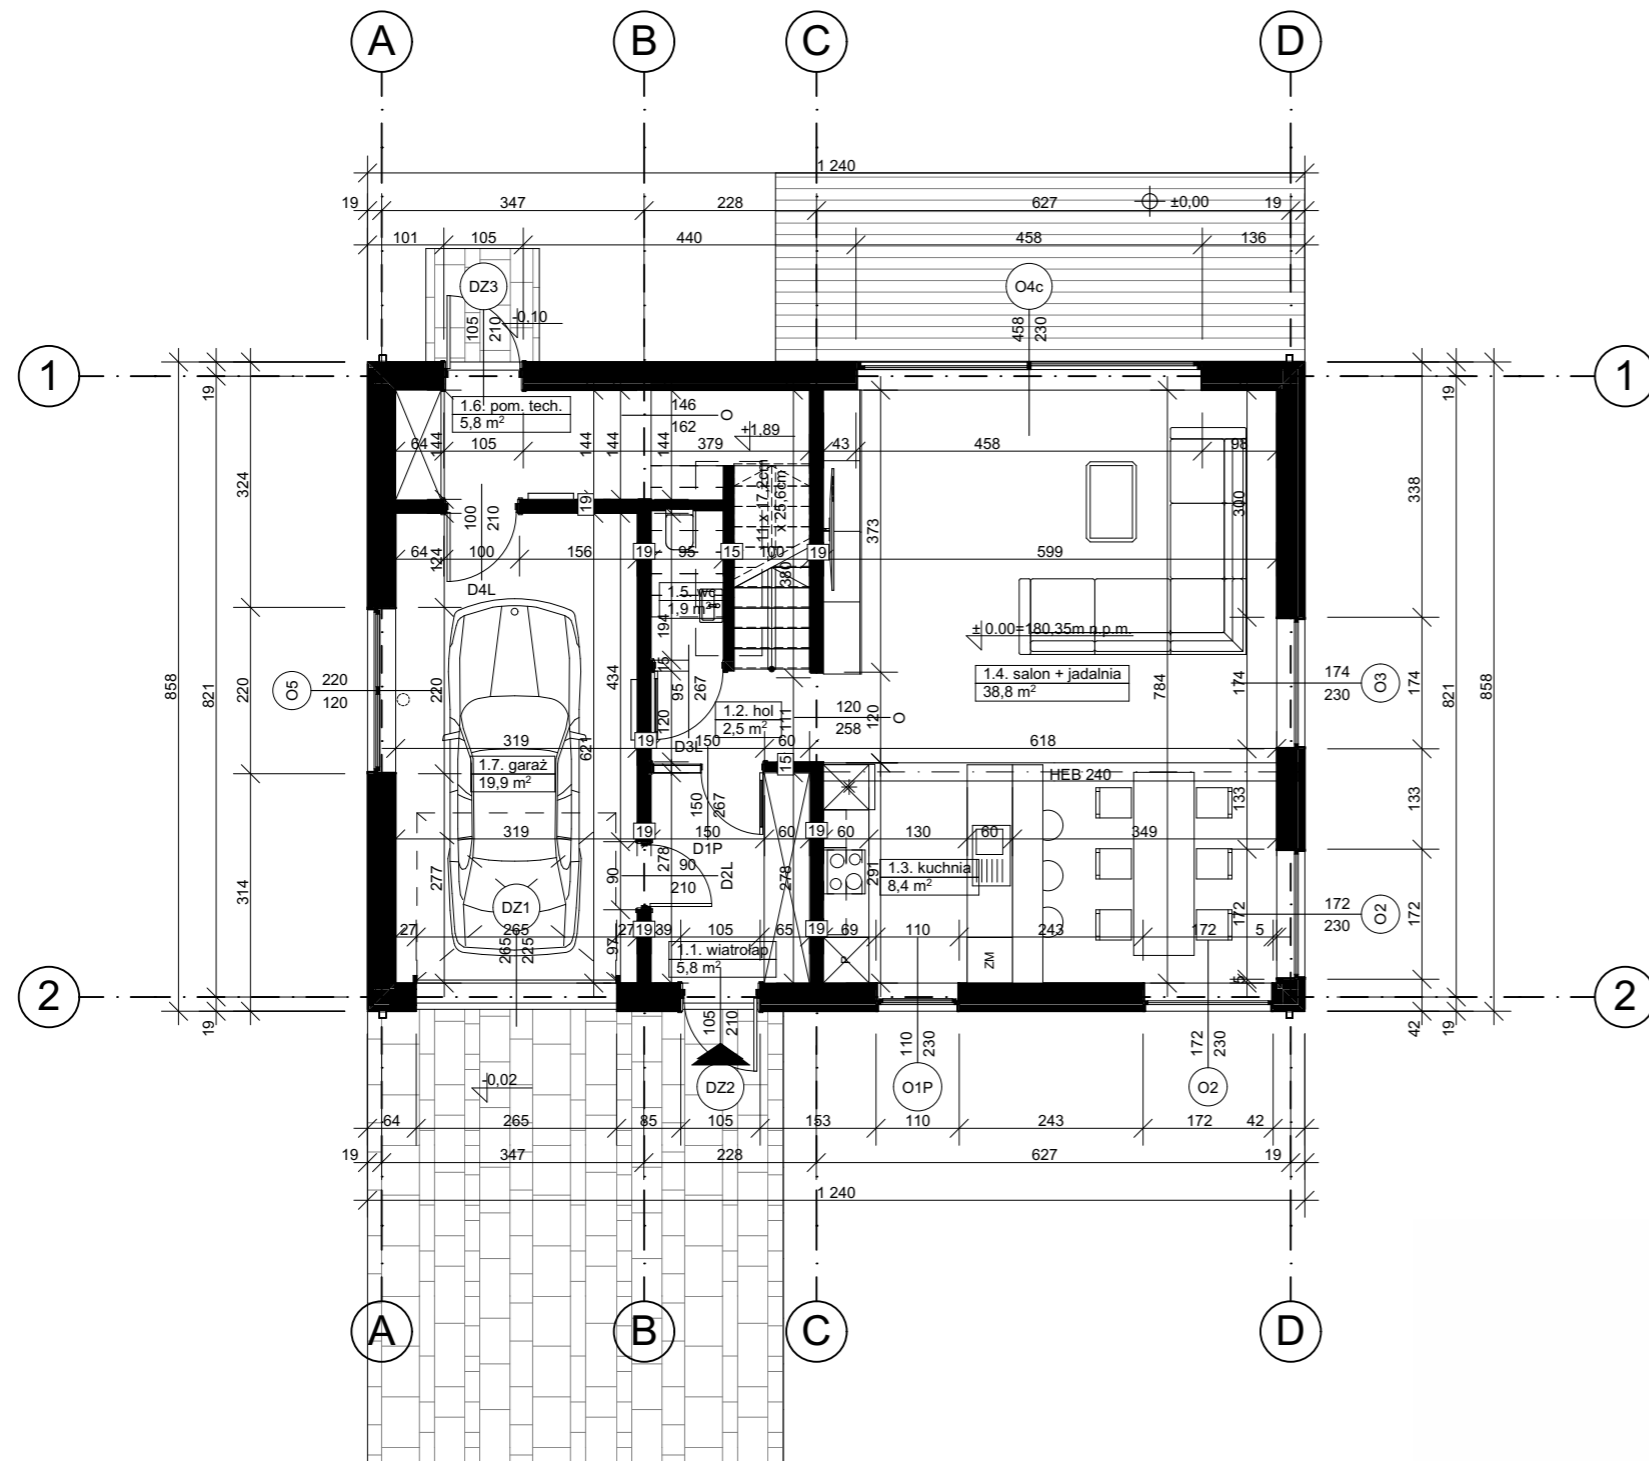 A B C D
1 240
19 347 228 627 19
±0,00
101 105 440 458 136
DZ3 O4c
105 210 -0,10
458 230
1 1
858 821 19 324 220 314 19
1.6. pom. tech.
5,8 m²
146
162
O
+1,89
64 105 379 43 458 98
144 144 144 144
19
11 x 17,2cm
x 25,6cm
100 210
373
300
338 19 821 858
64 124 100 156 19 95 15 100 19 599
380
D4L
1.5. wc
1,9 m²
194
15
± 0.00=180,35m n.p.m.
1.4. salon + jadalnia
38,8 m²
O5
220
120
220
434
95 267
120
1.2. hol
2,5 m²
111
120
258
O
120
784
174
174
230
O3
174
319 621 19 150 60 618
D3L
15
1.7. garaż
19,9 m²
HEB 240
133
133
150 267
319 19 150 60 19 60 130 60 349
D1P
278
90
210
D2L
277
90
278
291
1.3. kuchnia
8,4 m²
DZ1
172
172
230
O2
172
27 265 27 19 39 105 65 19 69 110 243 172 5
265 225
97
1.1. wiatrołap
5,8 m²
P
ZM
5
2 2
42 19
105 210
110 230
172 230
-0,02
DZ2 O1P O2
64 265 85 105 153 110 243 172 42
19 347 228 627 19
1 240
A B C D